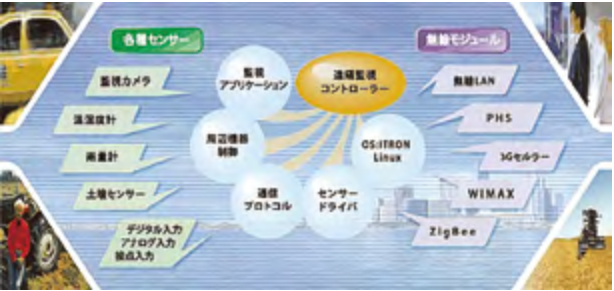 各種センサー
監視カメラ
温湿度計
雨量計
土壌センサー
デジタル入力
アナログ入力
接点入力
監視
アプリケーション
遠隔監視
コントローラー
周辺機器
制御
OS:ITRON
Linux
通信
プロトコル
センサー
ドライバ
無線モジュール
無線LAN
PHS
3Gセルラー
WIMAX
ZigBee